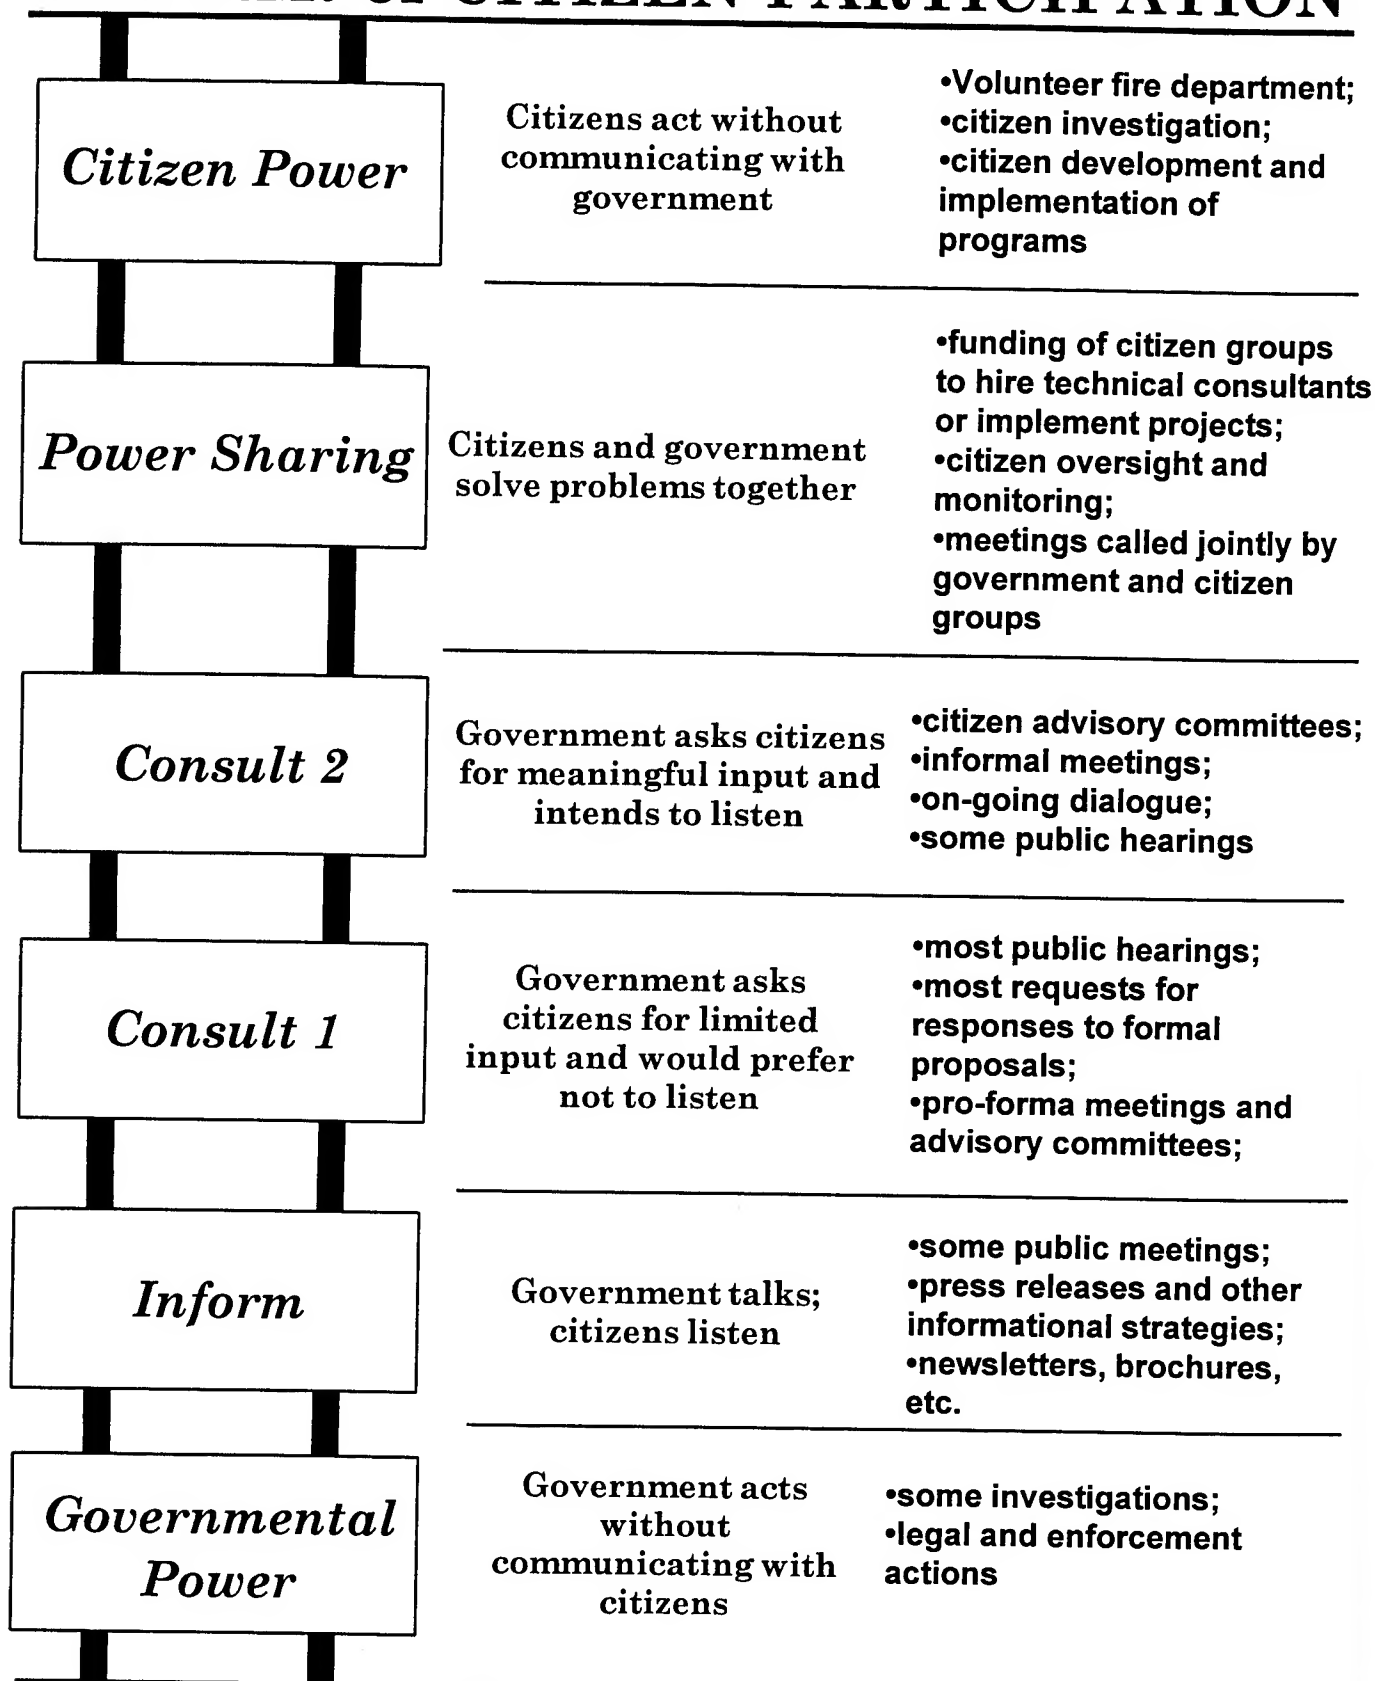 of CITIZEN PARTICIPATION
Citizen Power
Citizens act without
communicating with
government
•Volunteer fire department;
•citizen investigation;
•citizen development and
implementation of
programs
Power Sharing
Citizens and government
solve problems together
•funding of citizen groups
to hire technical consultants
or implement projects;
•citizen oversight and
monitoring;
•meetings called jointly by
government and citizen
groups
Consult 2
Government asks citizens
for meaningful input and
intends to listen
•citizen advisory committees;
•informal meetings;
•on-going dialogue;
•some public hearings
Consult 1
Government asks
citizens for limited
input and would prefer
not to listen
•most public hearings;
•most requests for
responses to formal
proposals;
•pro-forma meetings and
advisory committees;
Inform
Government talks;
citizens listen
•some public meetings;
•press releases and other
informational strategies;
•newsletters, brochures,
etc.
Governmental
Power
Government acts
without
communicating with
citizens
•some investigations;
•legal and enforcement
actions